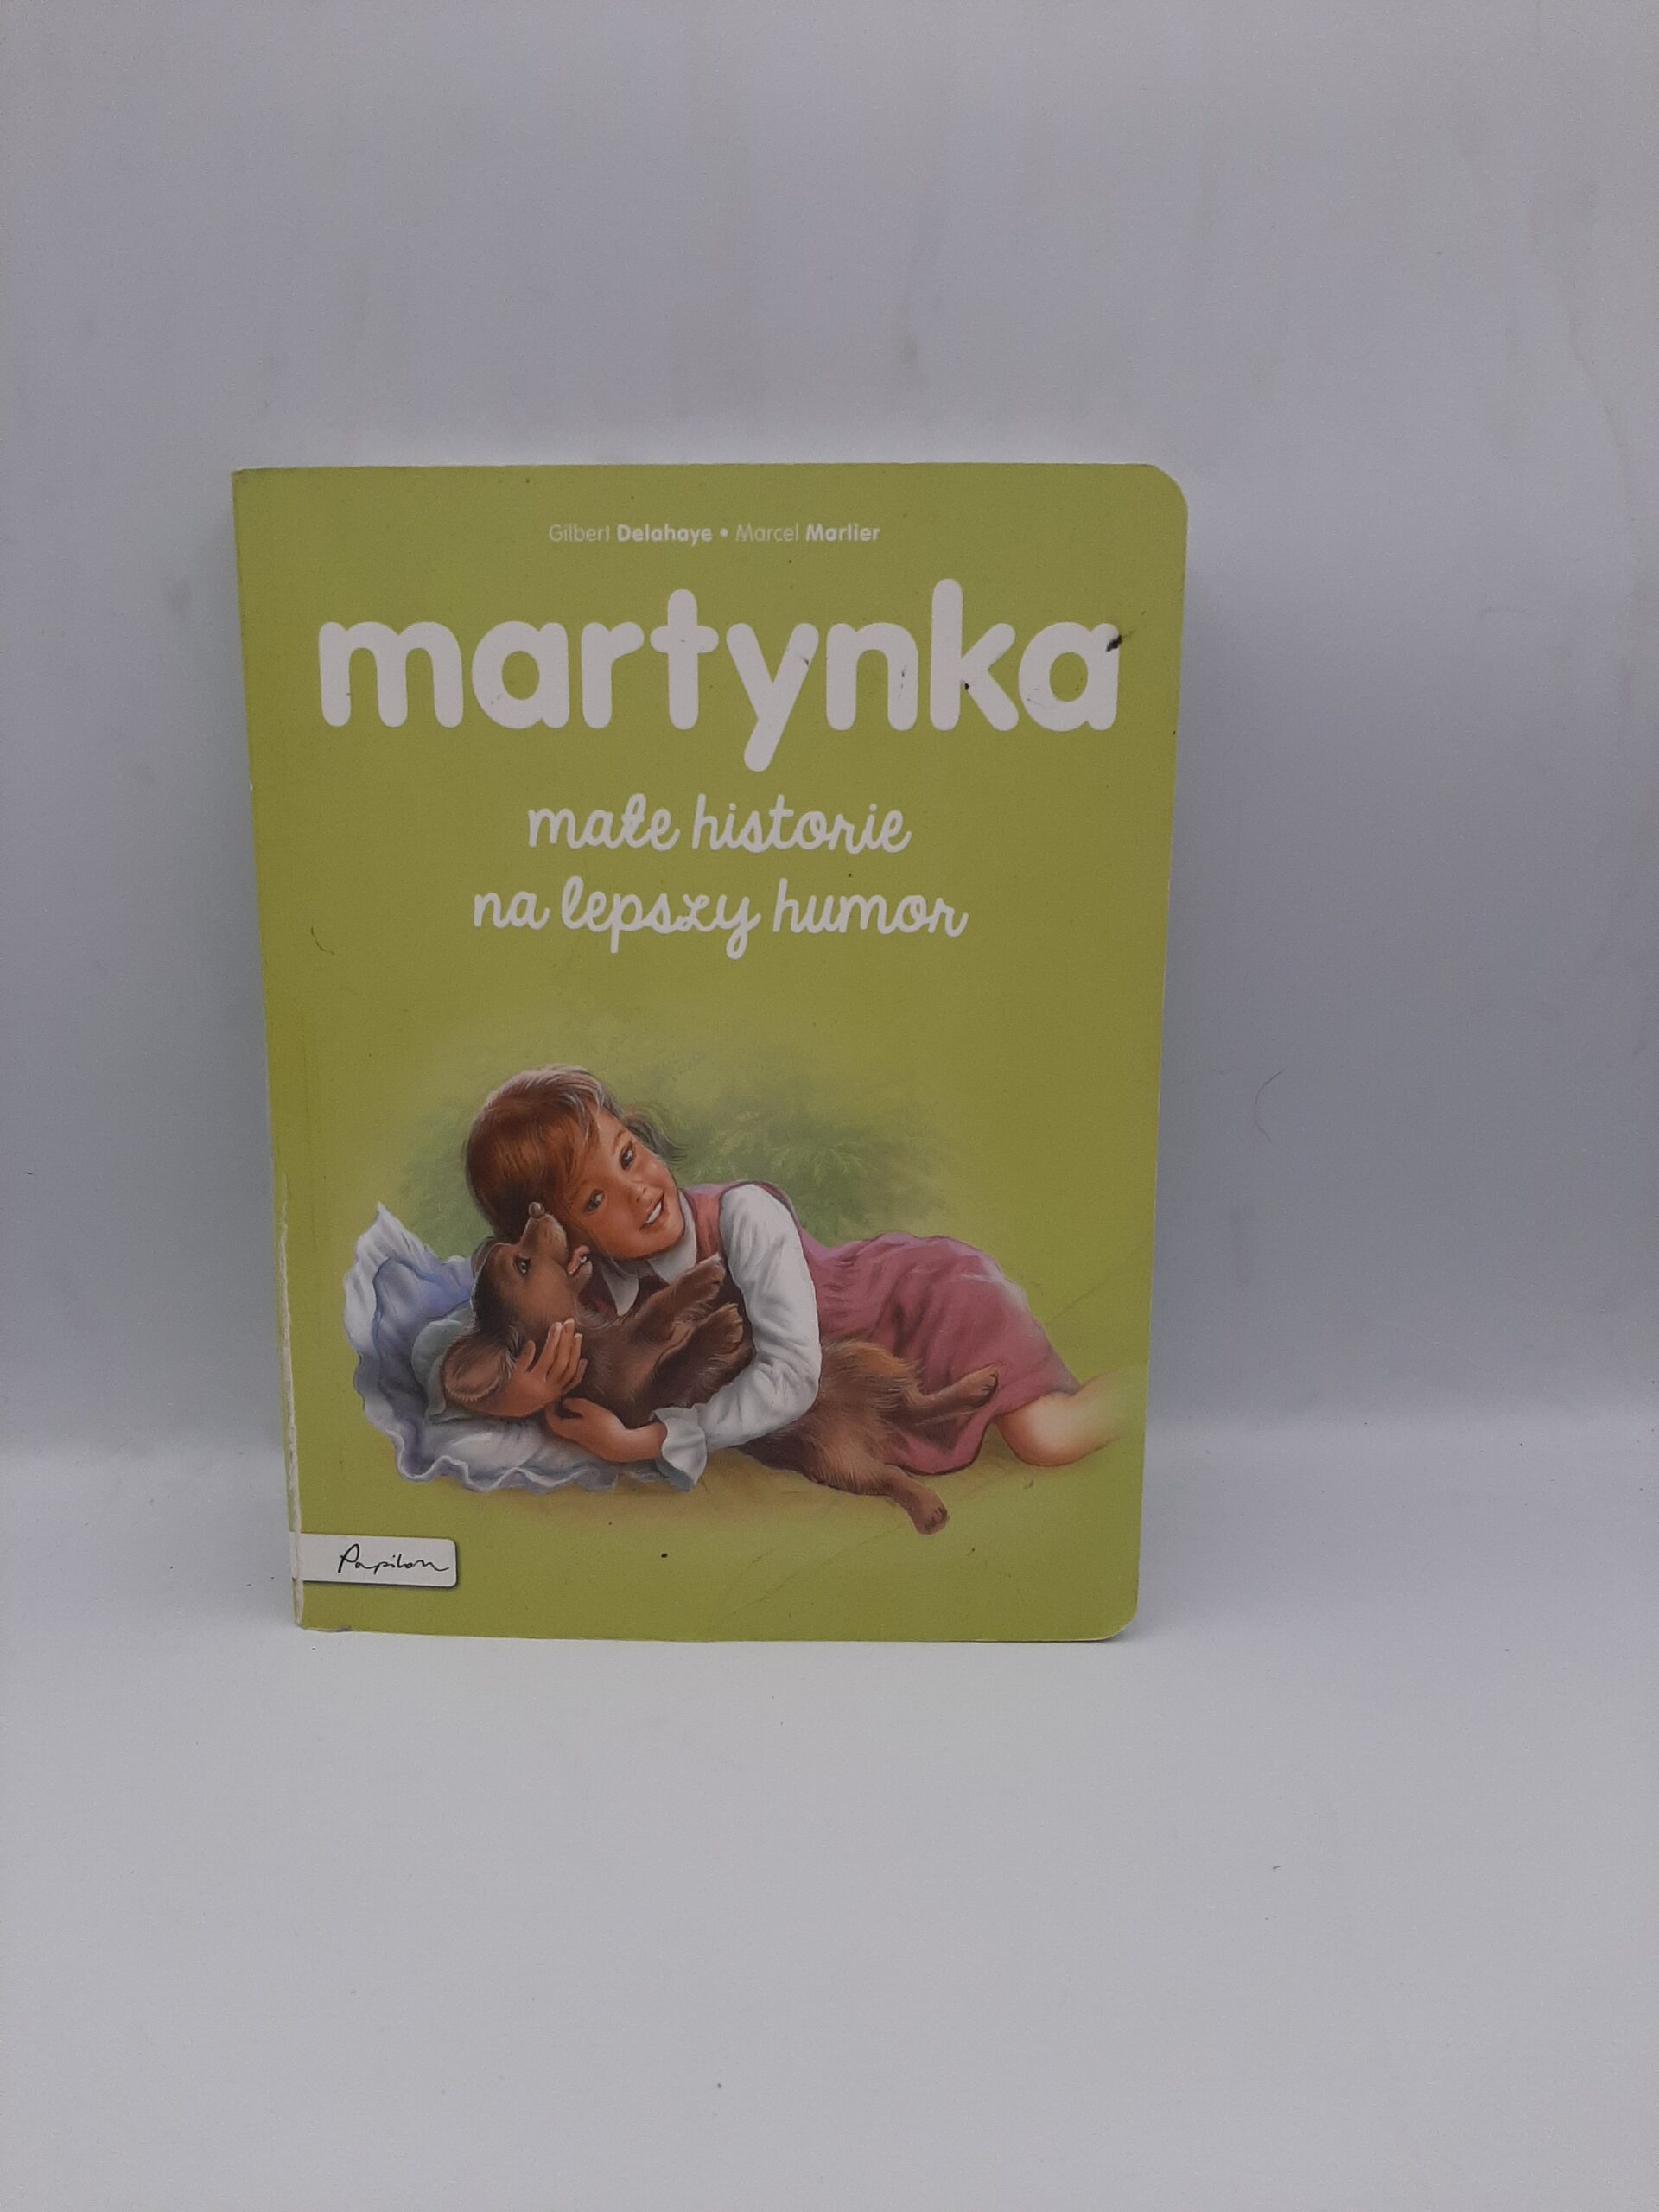 Gilbert Delahaye • Marcel Marlier
martynka
małe historie
na lepszy humor
Papilon